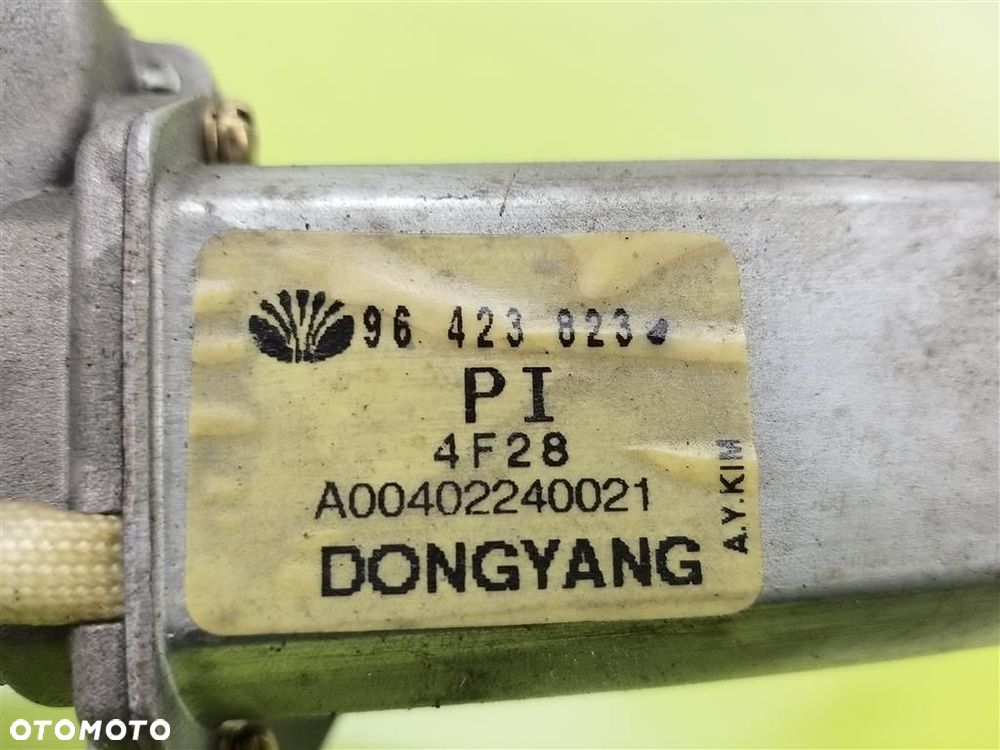 96 423 823
PI
4F28
A00402240021
DONGYANG
A.Y.KIM
OTOMOTO